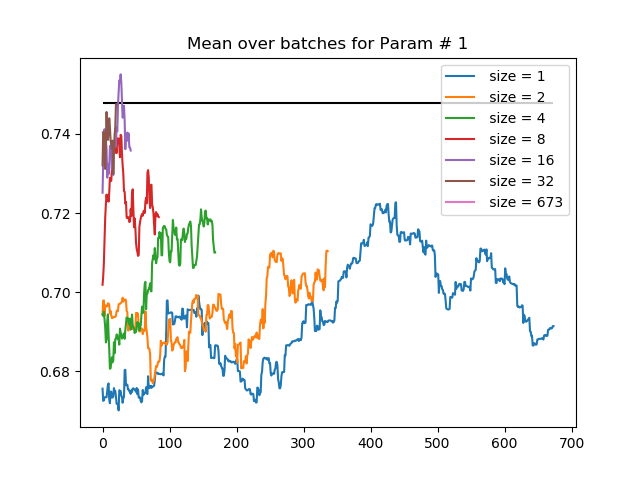 Mean over batches for Param # 1
size = 1
size = 2
size = 4
size = 8
size = 16
size = 32
size = 673
0.74
0.72
0.70
0.68
0 100 200 300 400 500 600 700